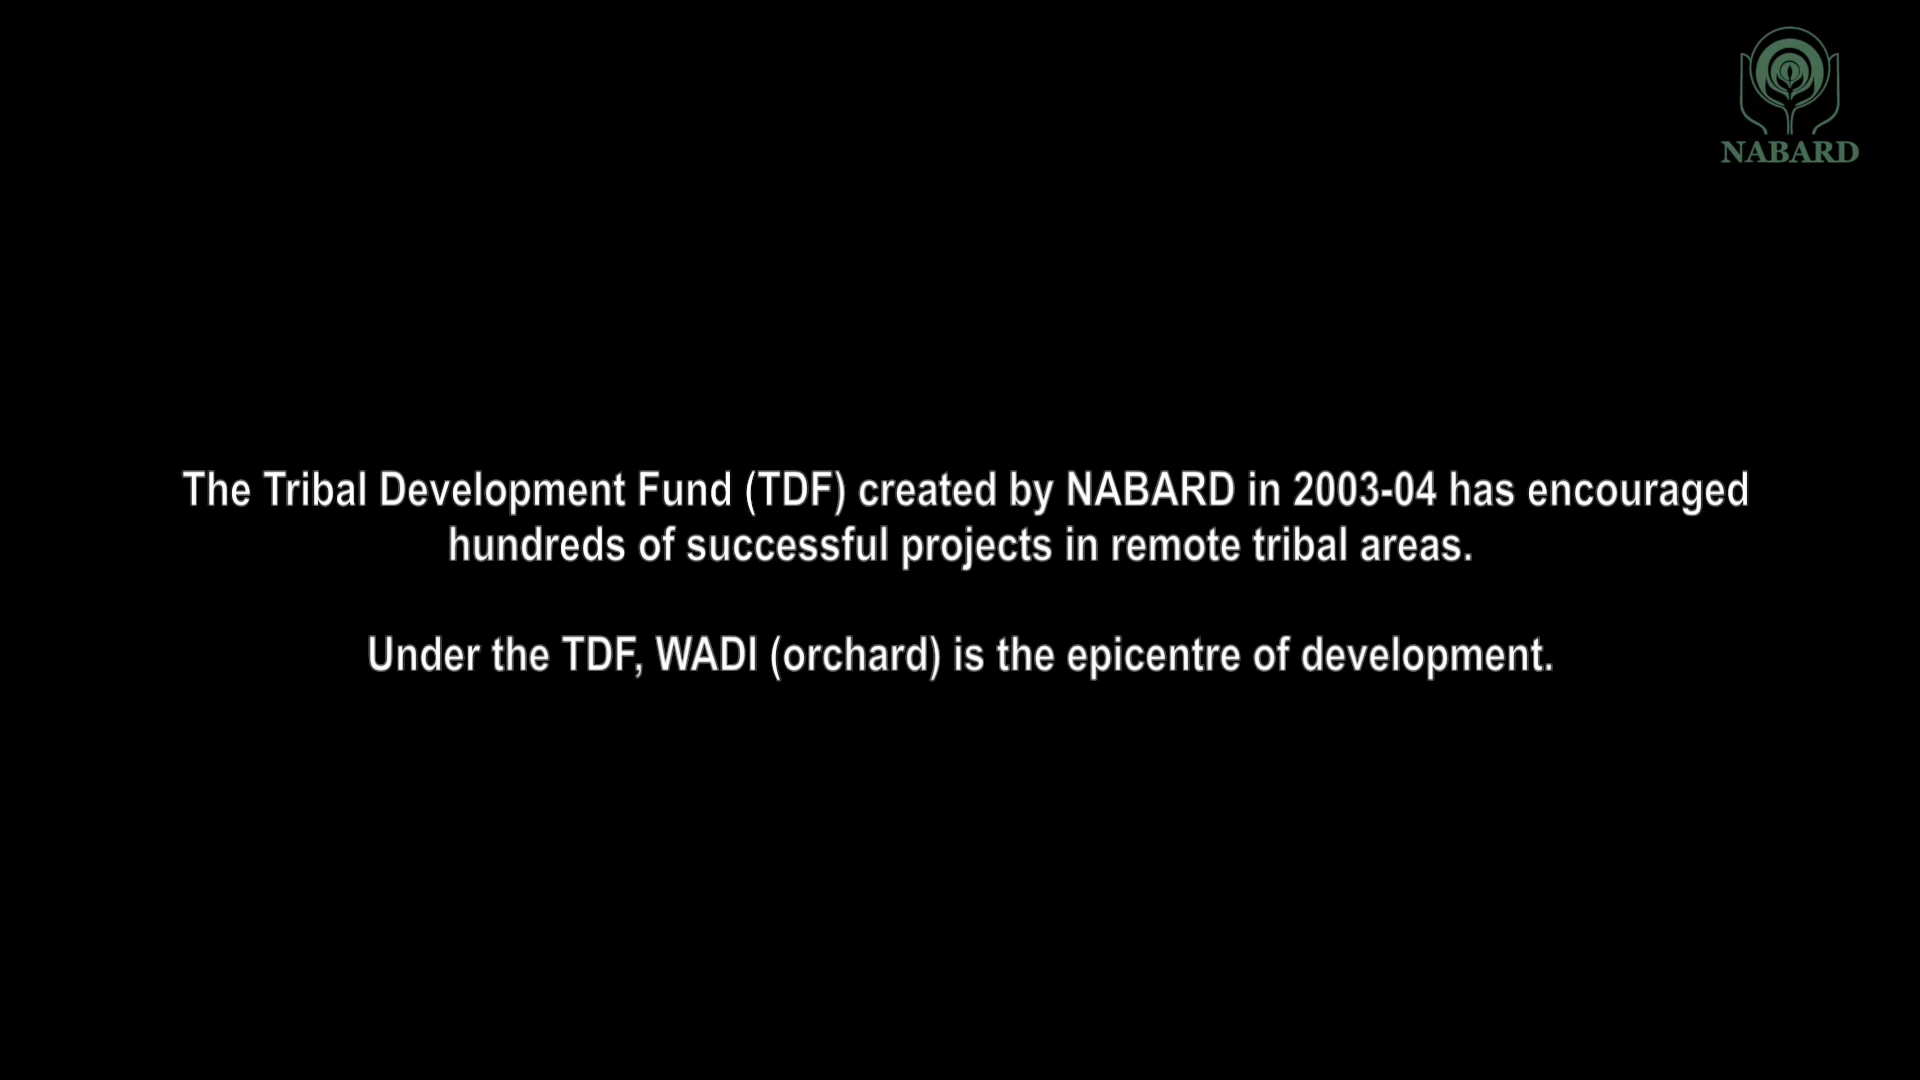 NABARD
The Tribal Development Fund (TDF) created by NABARD in 2003-04 has encouraged
hundreds of successful projects in remote tribal areas.
Under the TDF, WADI (orchard) is the epicentre of development.